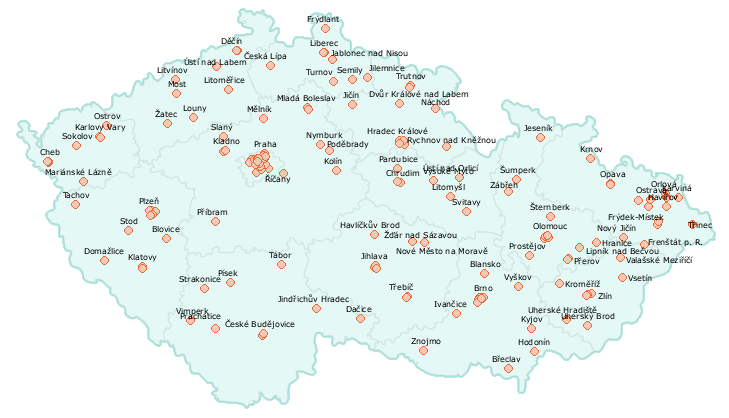 Frýdlant
Děčín
Liberec
Jablonec nad Nisou
Česká Lípa
Ústí nad Labem
Litvínov
Most
Litoměřice
Turnov
Semily
Jilemnice
Trutnov
Mladá Boleslav
Jičín
Dvůr Králové nad Labem
Náchod
Ostrov
Karlovy Vary
Sokolov
Cheb
Žatec
Louny
Mělník
Slaný
Kladno
Praha
Říčany
Nymburk
Poděbrady
Kolín
Hradec Králové
Rychnov nad Kněžnou
Jeseník
Krnov
Mariánské Lázně
Tachov
Pardubice
Chrudim
Ústí nad Orlicí
Vysoké Mýto
Litomyšl
Svitavy
Šumperk
Zábřeh
Opava
Orlová
Karviná
Ostrava
Havířov
Plzeň
Stod
Blovice
Příbram
Šternberk
Olomouc
Frýdek-Místek
Třinec
Havlíčkův Brod
Žďár nad Sázavou
Nové Město na Moravě
Prostějov
Nový Jičín
Hranice
Frenštát p. R.
Lipník nad Bečvou
Přerov
Valašské Meziříčí
Domažlice
Klatovy
Tábor
Jihlava
Blansko
Vsetín
Strakonice
Písek
Třebíč
Brno
Vyškov
Kroměříž
Zlín
Jindřichův Hradec
Dačice
Ivančice
Vimperk
Prachatice
České Budějovice
Uherské Hradiště
Uherský Brod
Kyjov
Znojmo
Hodonín
Břeclav